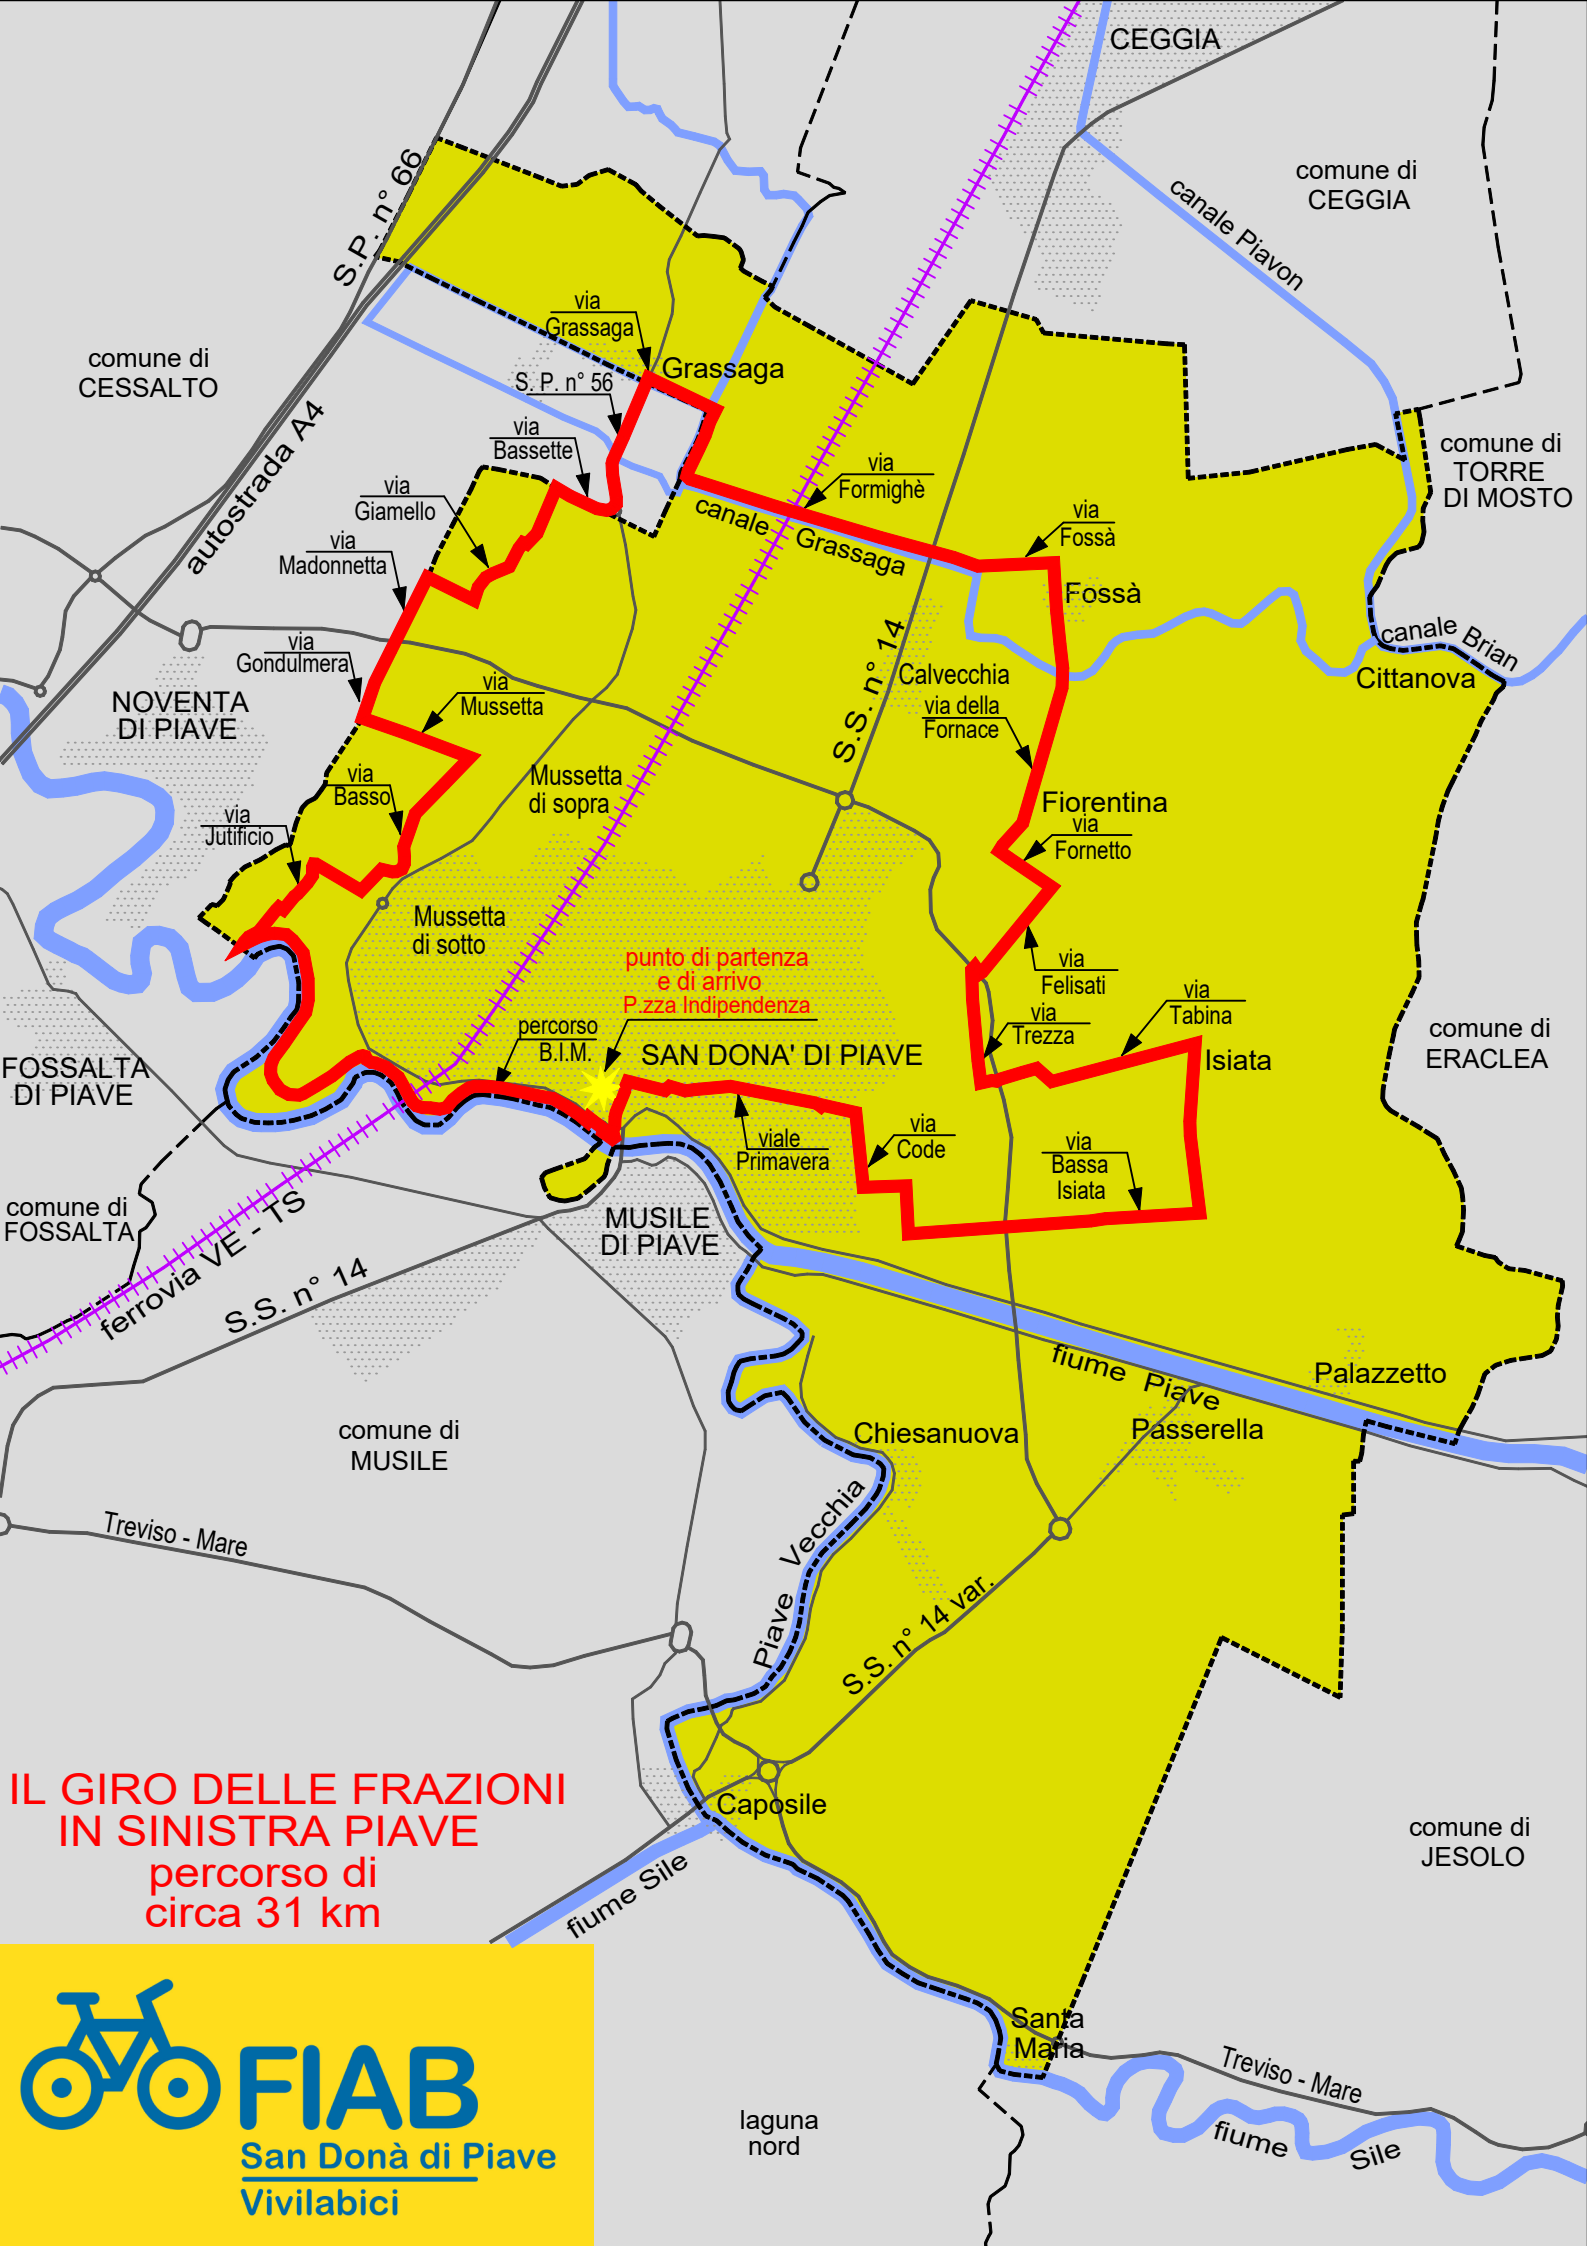 CEGGIA
comune di
CEGGIA
canale Piavon
S.P. n° 66
via
Grassaga
Grassaga
S. P. n° 56
comune di
CESSALTO
autostrada A4
via
Bassette
via
Giamello
via
Madonnetta
via
Formighè
canale Grassaga
via
Fossà
Fossà
comune di
TORRE
DI MOSTO
canale Brian
Cittanova
via
Gondulmera
via
Mussetta
NOVENTA
DI PIAVE
S.S. n° 14
Calvecchia
via della
Fornace
Mussetta
di sopra
via
Basso
via
Jutificio
Fiorentina
via
Fornetto
Mussetta
di sotto
punto di partenza
e di arrivo
P.zza Indipendenza
via
Felisati
via
Tabina
via
Trezza
percorso
B.I.M.
SAN DONA' DI PIAVE
Isiata
comune di
ERACLEA
FOSSALTA
DI PIAVE
viale
Primavera
via
Code
via
Bassa
Isiata
comune di
FOSSALTA
MUSILE
DI PIAVE
ferrovia VE - TS
S.S. n° 14
fiume Piave
Palazzetto
Passerella
Chiesanuova
comune di
MUSILE
Piave Vecchia
Treviso - Mare
S.S. n° 14 var.
IL GIRO DELLE FRAZIONI
IN SINISTRA PIAVE
percorso di
circa 31 km
Caposile
fiume Sile
comune di
JESOLO
Santa
Maria
Treviso - Mare
fiume Sile
laguna
nord
FIAB
San Donà di Piave
Vivilabici